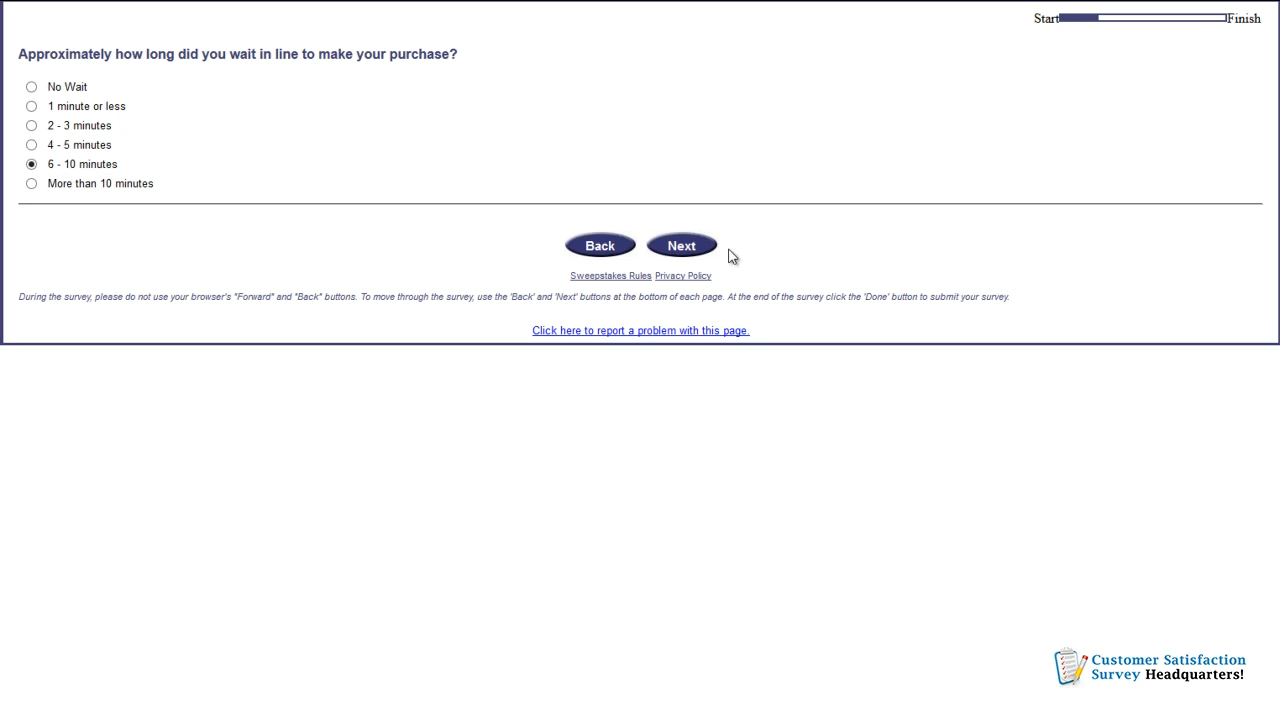 Start Finish
Approximately how long did you wait in line to make your purchase?
No Wait
1 minute or less
2 - 3 minutes
4 - 5 minutes
6 - 10 minutes
More than 10 minutes
Back Next
Sweepstakes Rules Privacy Policy
During the survey, please do not use your browser's "Forward" and "Back" buttons. To move through the survey, use the 'Back' and 'Next' buttons at the bottom of each page. At the end of the survey click the 'Done' button to submit your survey.
Click here to report a problem with this page.
Customer Satisfaction
Survey Headquarters!